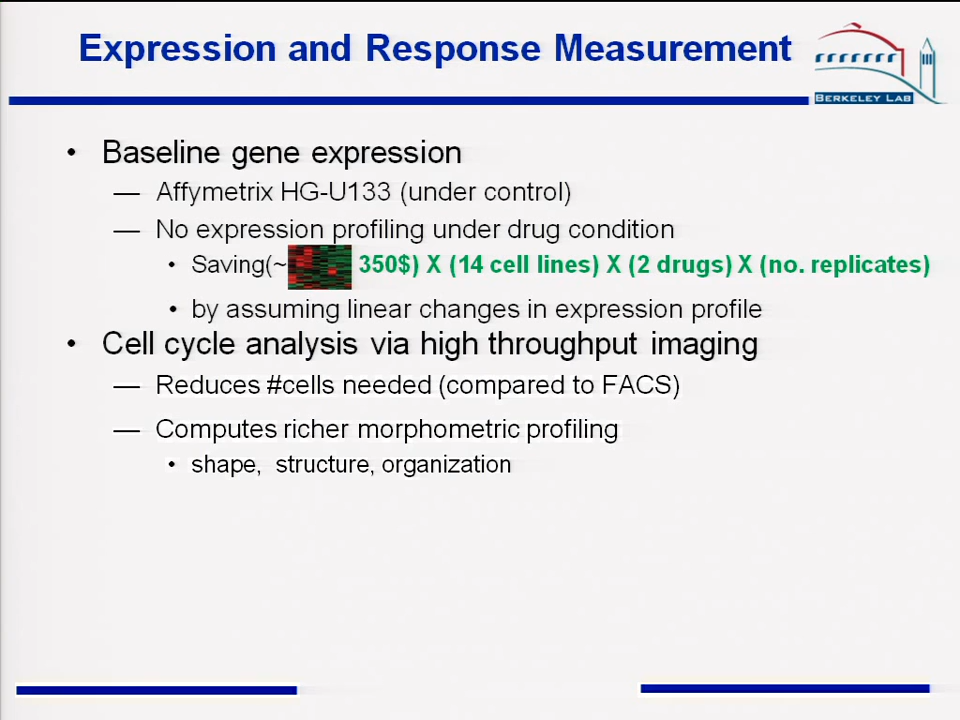 Expression and Response Measurement
BERKELEY LAB
• Baseline gene expression
— Affymetrix HG-U133 (under control)
— No expression profiling under drug condition
• Saving(~ 350$) X (14 cell lines) X (2 drugs) X (no. replicates)
• by assuming linear changes in expression profile
• Cell cycle analysis via high throughput imaging
— Reduces #cells needed (compared to FACS)
— Computes richer morphometric profiling
• shape, structure, organization